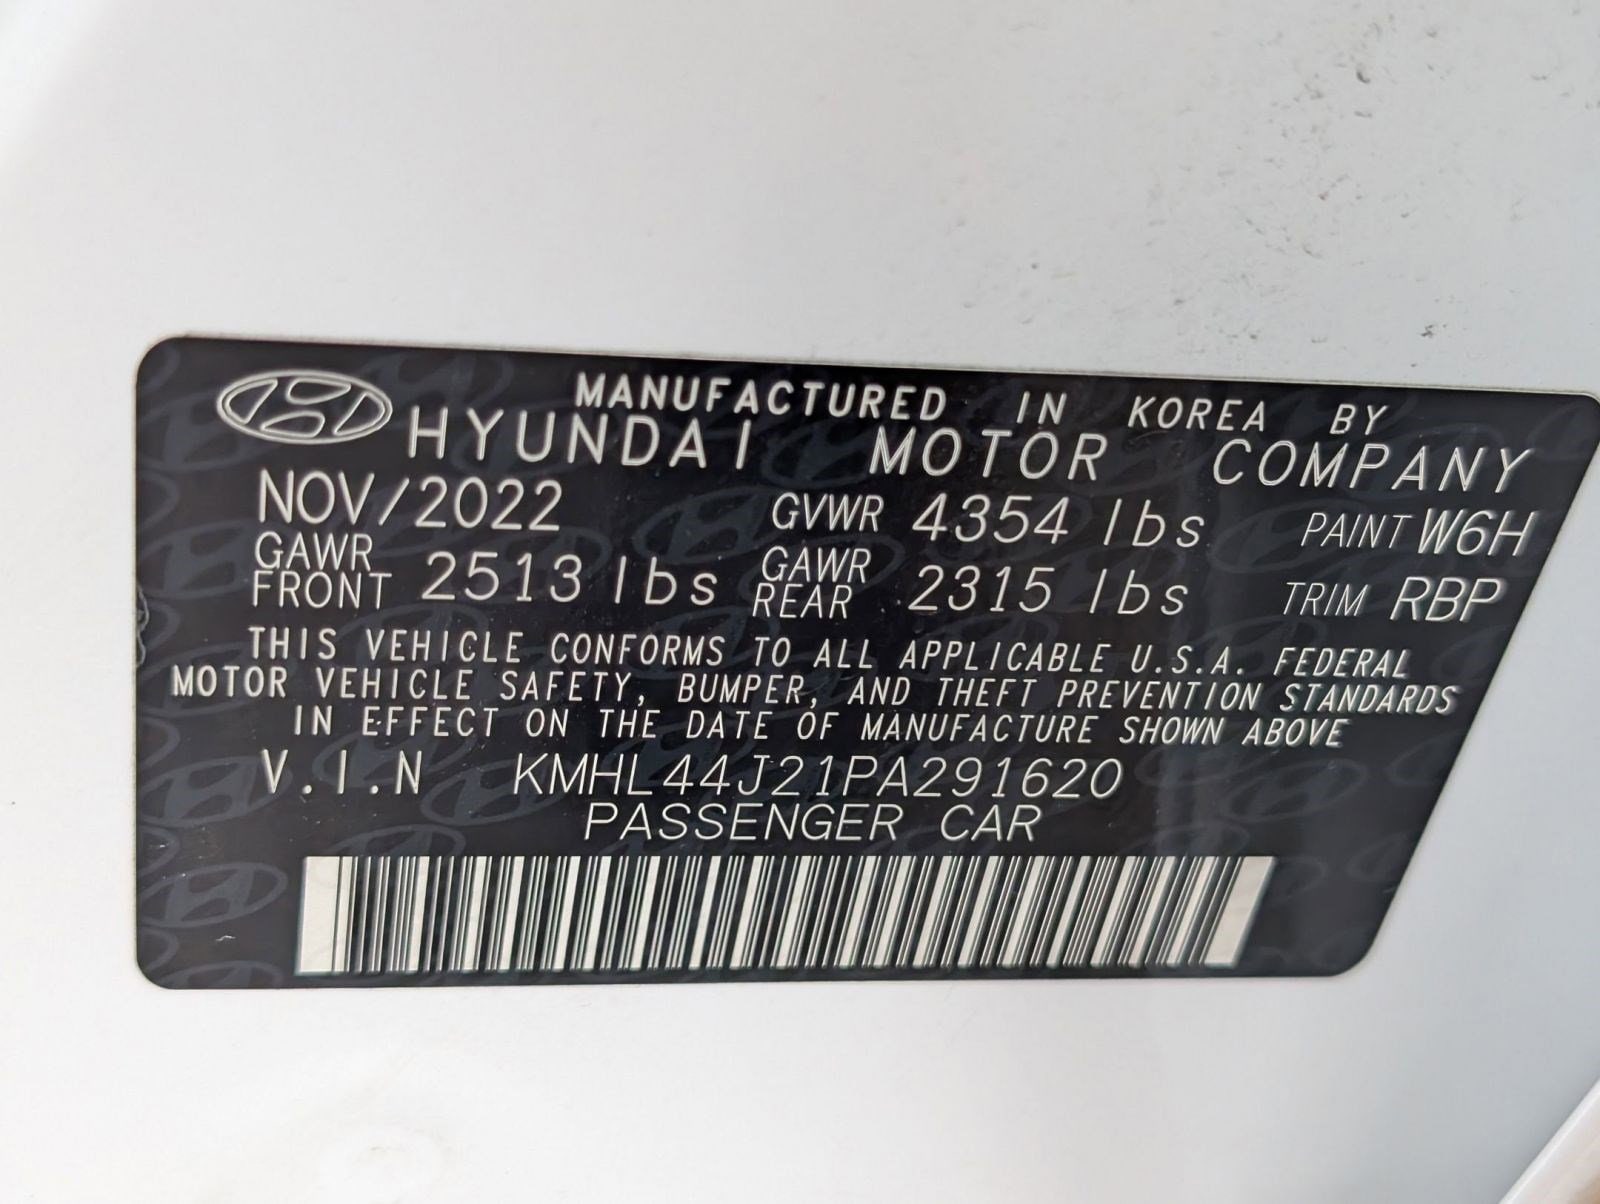 MANUFACTURED IN KOREA BY
HYUNDAI MOTOR COMPANY
NOV/2022 GVWR 4354 lbs PAINT W6H
GAWR FRONT 2513 lbs GAWR REAR 2315 lbs TRIM RBP
THIS VEHICLE CONFORMS TO ALL APPLICABLE U.S.A. FEDERAL
MOTOR VEHICLE SAFETY, BUMPER, AND THEFT PREVENTION STANDARDS
IN EFFECT ON THE DATE OF MANUFACTURE SHOWN ABOVE
V.I.N KMHL44J21PA291620
PASSENGER CAR